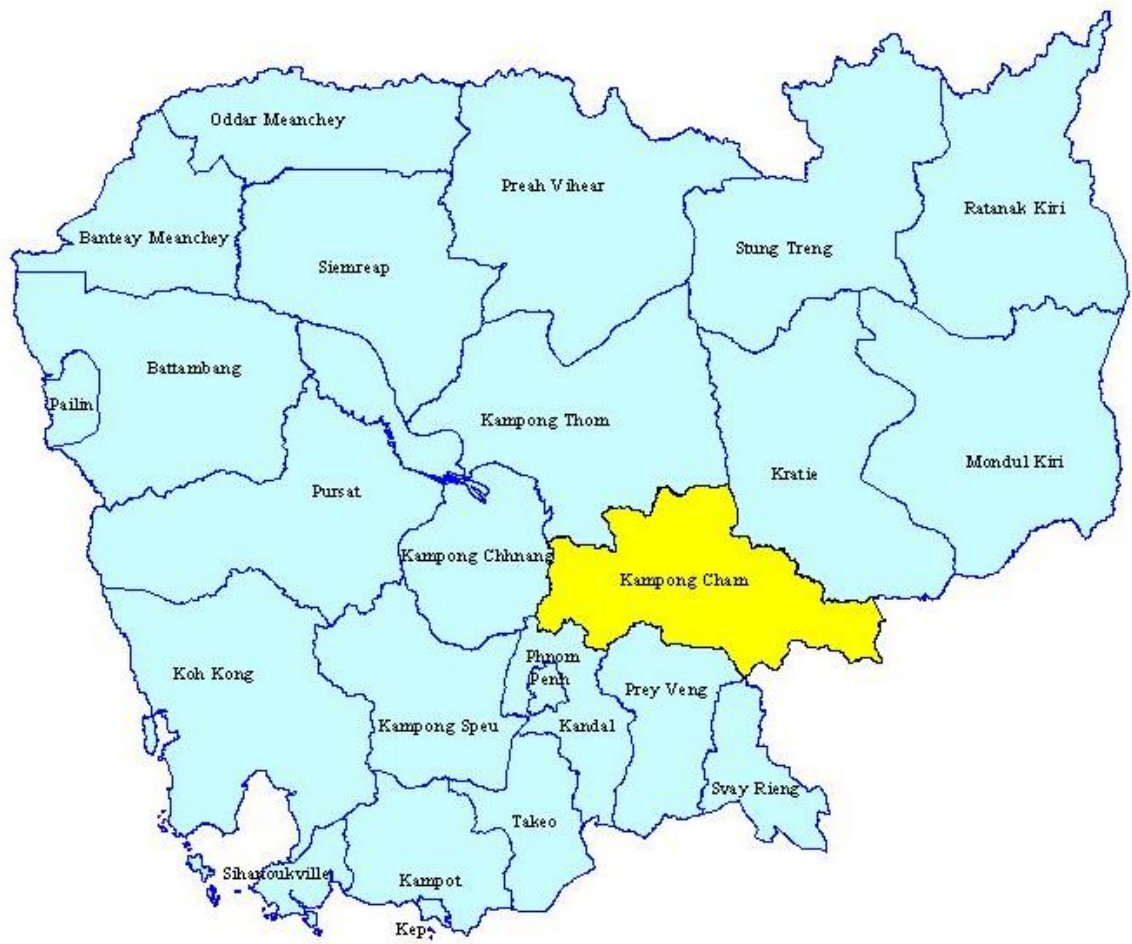 Oddar Meanchey
Preah Vihear
Ratanak Kiri
Banteay Meanchey
Stung Treng
Siemreap
Battambang
Pailin
Kampong Thom
Mondul Kiri
Kratie
Pursat
Kampong Chhnang
Kampong Cham
Phnom
Penh
Koh Kong
Prey Veng
Kampong Speu
Kandal
Svay Rieng
Takeo
Sihanoukville
Kampot
Kep